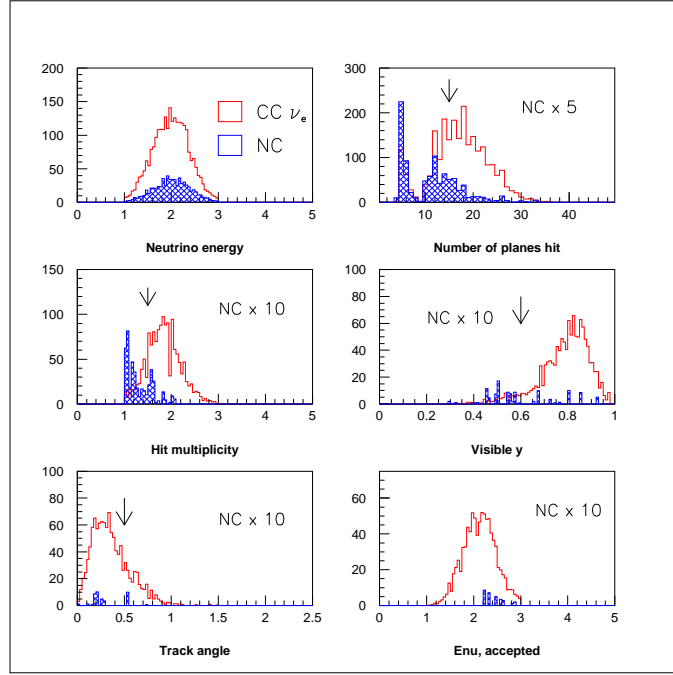 200
150
100
50
0
0 1 2 3 4 5
CC νe
NC
Neutrino energy
300
200
100
0
0 10 20 30 40
NC x 5
Number of planes hit
150
100
50
0
0 1 2 3 4 5
NC x 10
Hit multiplicity
100
80
60
40
20
0
0 0.2 0.4 0.6 0.8 1
NC x 10
Visible y
100
80
60
40
20
0
0 0.5 1 1.5 2 2.5
NC x 10
Track angle
60
40
20
0
0 1 2 3 4 5
NC x 10
Enu, accepted